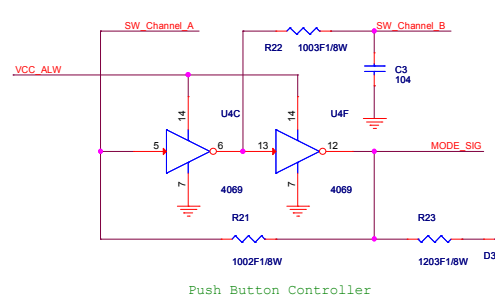 SW_Channel_A
SW_Channel_B
R22
1003F1/8W
C3
104
VCC_ALW
14
U4C
14
U4F
5
6
13
12
MODE_SIG
7
4069
7
4069
R21
R23
1002F1/8W
1203F1/8W
D3
Push Button Controller